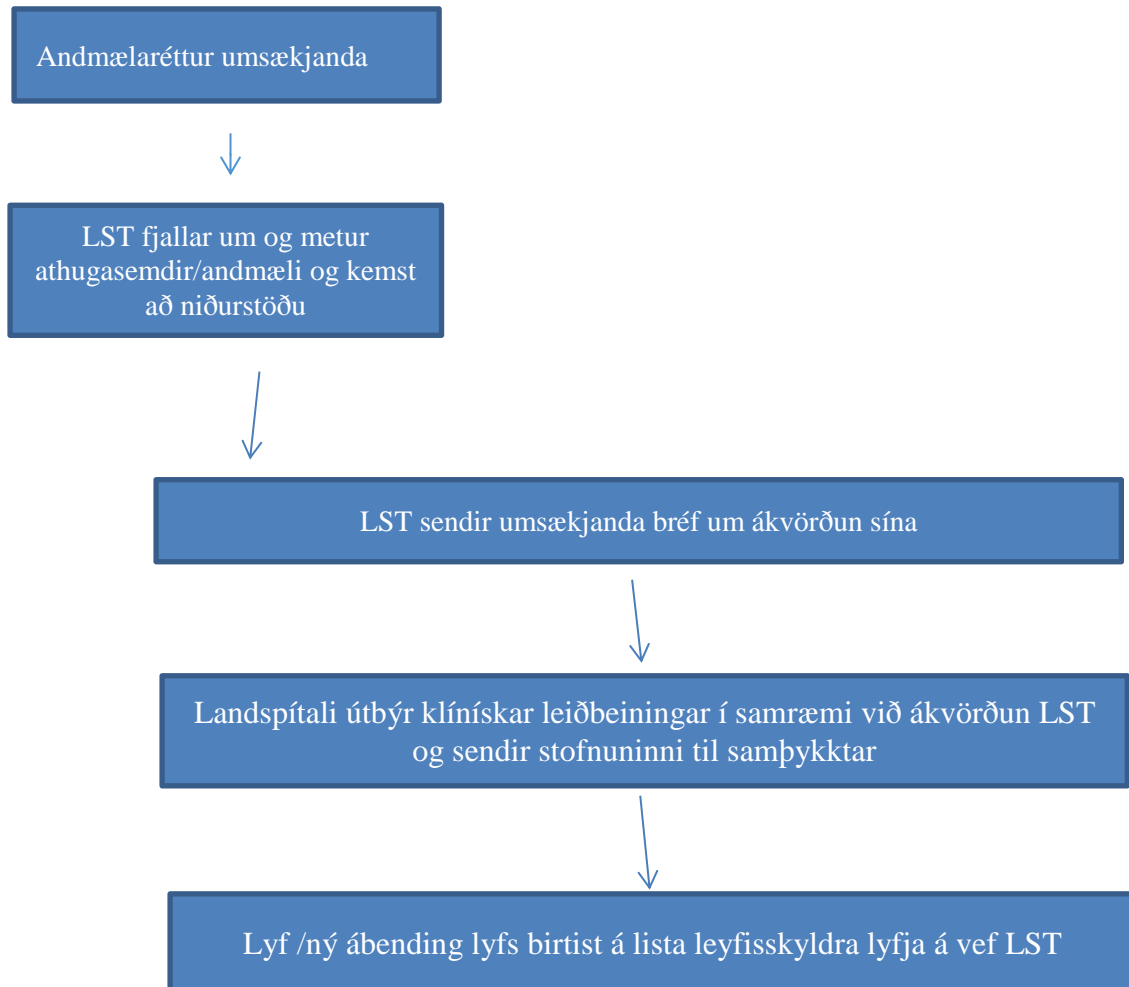 Andmælaréttur umsækjanda
LST fjallar um og metur
athugasemdir/andmæli og kemst
að niðurstöðu
LST sendir umsækjanda bréf um ákvörðun sína
Landspítali útbýr klínískar leiðbeiningar í samræmi við ákvörðun LST
og sendir stofnuninni til samþykktar
Lyf /ný ábending lyfs birtist á lista leyfisskyldra lyfja á vef LST